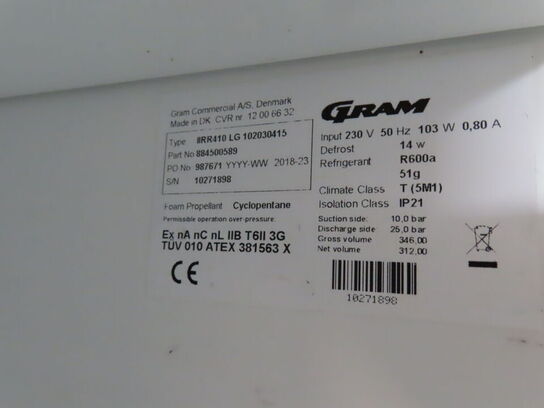 Gram Commercial A/S, Denmark
Made in DK CVR nr 12 00 66 32
Type IIRR410 LG 102030415
Part No 884500589
PO No 987671 YYYY-WW 2018-23
S/N 10271898
Foam Propellant Cyclopentane
Permissible operation over-pressure.
Ex nA nC nL IIB T6II 3G
TÜV 010 ATEX 381563 X
CE
GRAM
Input 230 V 50 Hz 103 W 0,80 A
Defrost 14 w
Refrigerant R600a
51g
Climate Class T (5M1)
Isolation Class IP21
Suction side: 10,0 bar
Discharge side: 25,0 bar
Gross volume 346,00
Net volume 312,00
10271898